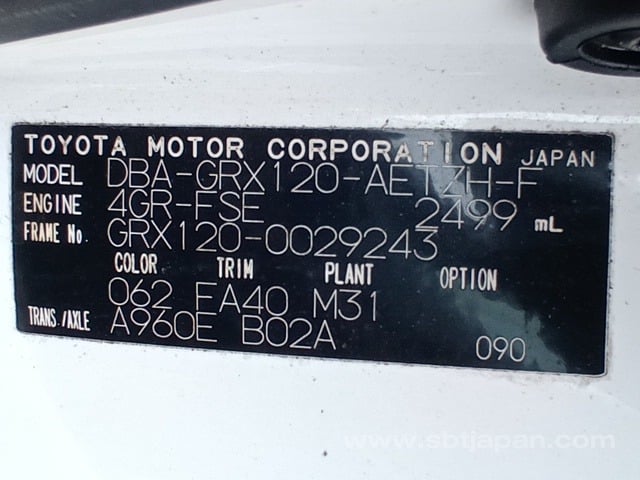 TOYOTA MOTOR CORPORATION JAPAN
MODEL DBA-GRX120-AETZH-F
ENGINE 4GR-FSE 2499 mL
FRAME No. GRX120-0029243
COLOR TRIM PLANT OPTION
062 FA40 M31
TRANS./AXLE A960E B02A 090
www.sbtjapan.com